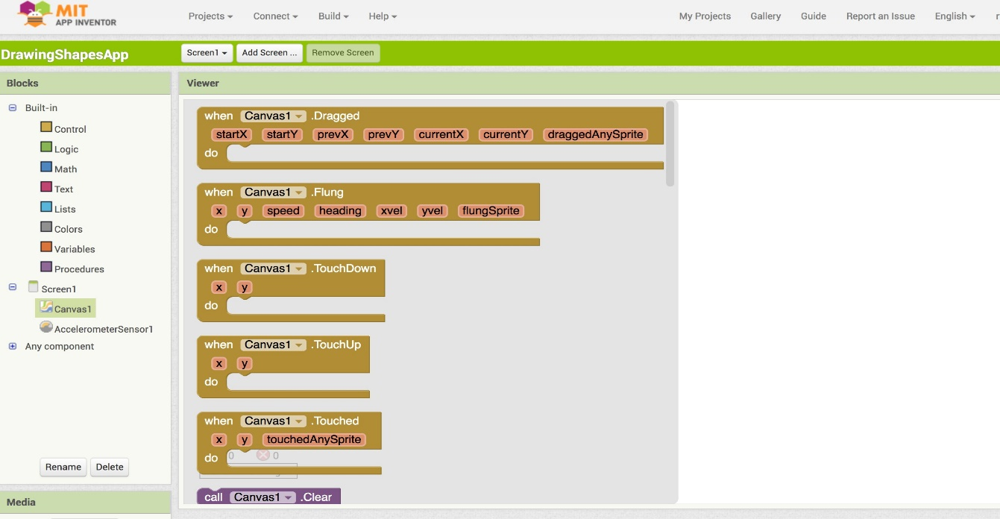 MIT
APP INVENTOR
Projects Connect Build Help My Projects Gallery Guide Report an Issue English
DrawingShapesApp Screen1 Add Screen ... Remove Screen
Blocks
Built-in
Control
Logic
Math
Text
Lists
Colors
Variables
Procedures
Screen1
Canvas1
AccelerometerSensor1
Any component
Rename Delete
Media
Viewer
when Canvas1 .Dragged
startX startY prevX prevY currentX currentY draggedAnySprite
do
when Canvas1 .Flung
x y speed heading xvel yvel flungSprite
do
when Canvas1 .TouchDown
x y
do
when Canvas1 .TouchUp
x y
do
when Canvas1 .Touched
x y touchedAnySprite
do 0 0
call Canvas1 .Clear